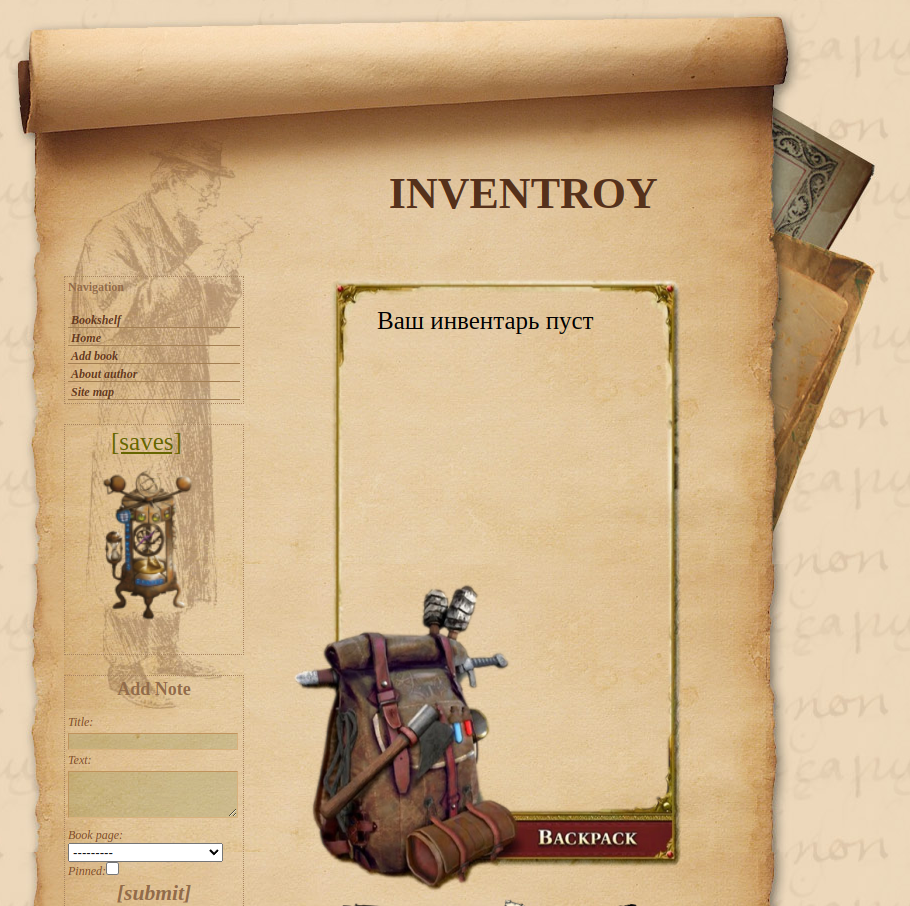 INVENTROY
Navigation
Bookshelf
Home
Add book
About author
Site map
[saves]
Add Note
Title:
Text:
Book page:
---------
Pinned:
[submit]
Ваш инвентарь пуст
BACKPACK